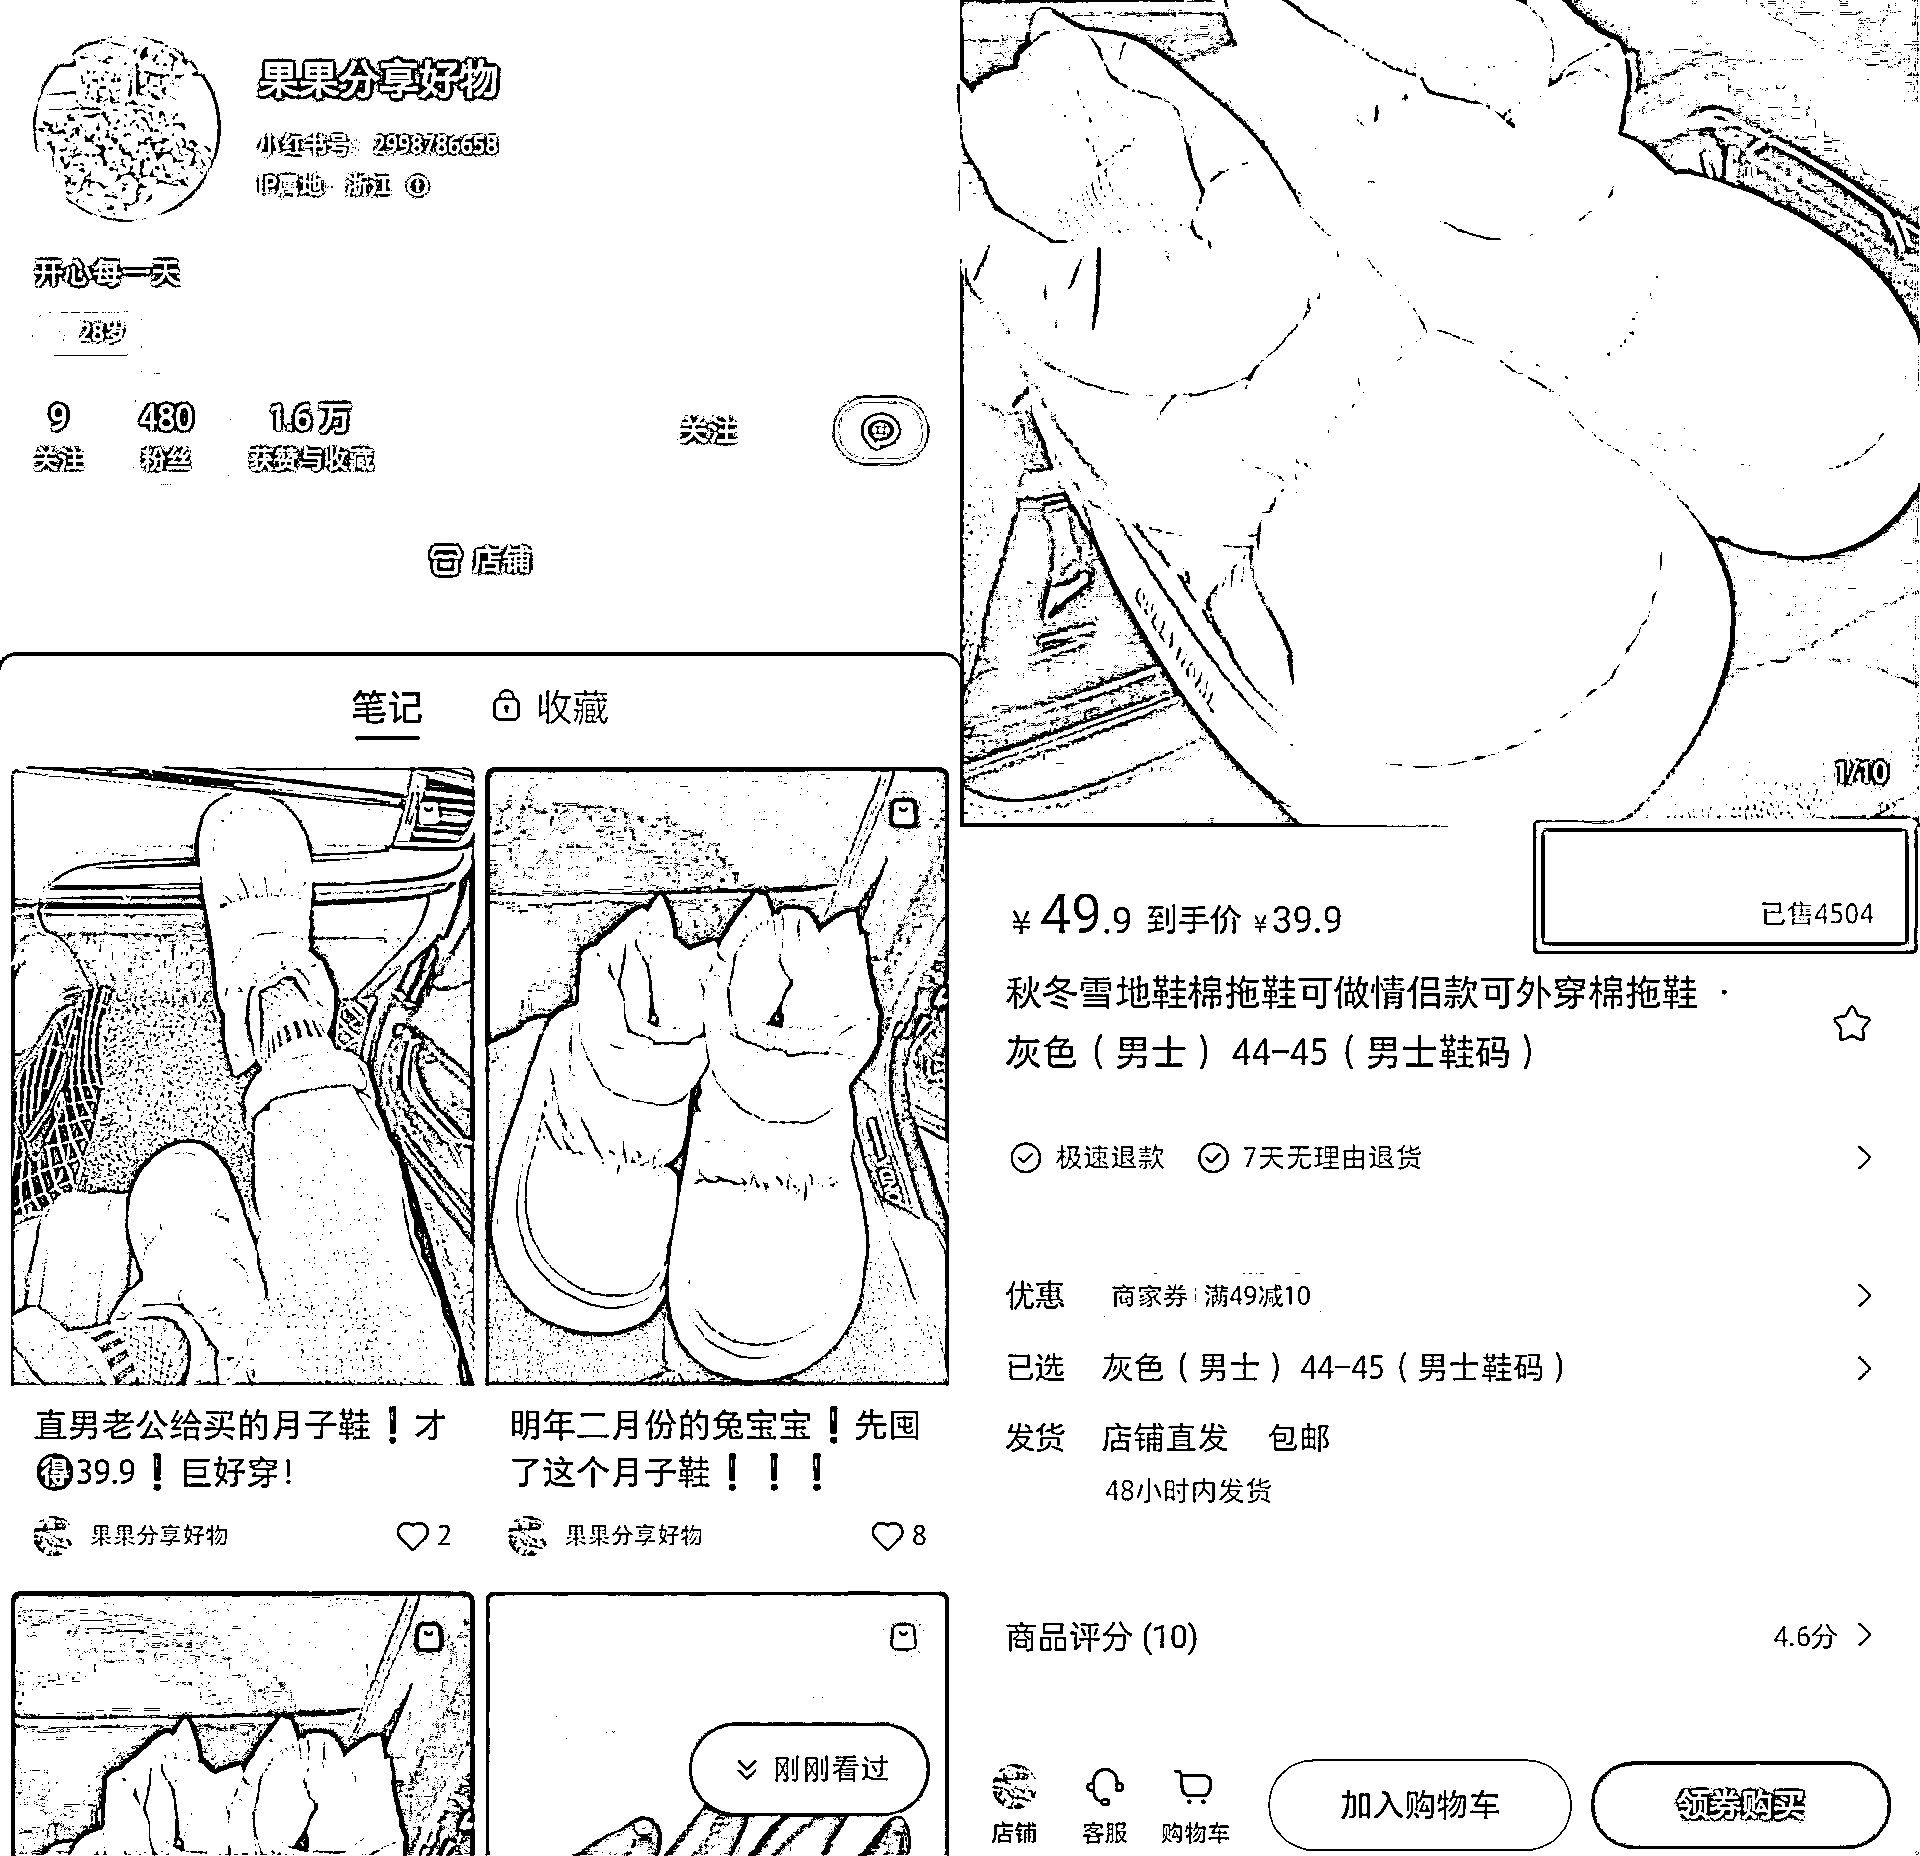 果果分享好物
小红书号：2998786658
IP属地：浙江
开心每一天
28岁
9 关注
480 粉丝
1.6万 获赞与收藏
关注
店铺
笔记
收藏
直男老公给买的月子鞋❗才
得39.9❗巨好穿！
果果分享好物
2
明年二月份的兔宝宝❗先囤
了这个月子鞋❗❗❗
果果分享好物
8
刚刚看过
1/10
¥49.9 到手价 ¥39.9
已售4504
秋冬雪地鞋棉拖鞋可做情侣款可外穿棉拖鞋 ·
灰色（男士）44-45（男士鞋码）
极速退款 7天无理由退货
优惠 商家券 满49减10
已选 灰色（男士）44-45（男士鞋码）
发货 店铺直发 包邮
48小时内发货
商品评分 (10)
4.6分
店铺
客服
购物车
加入购物车
领券购买